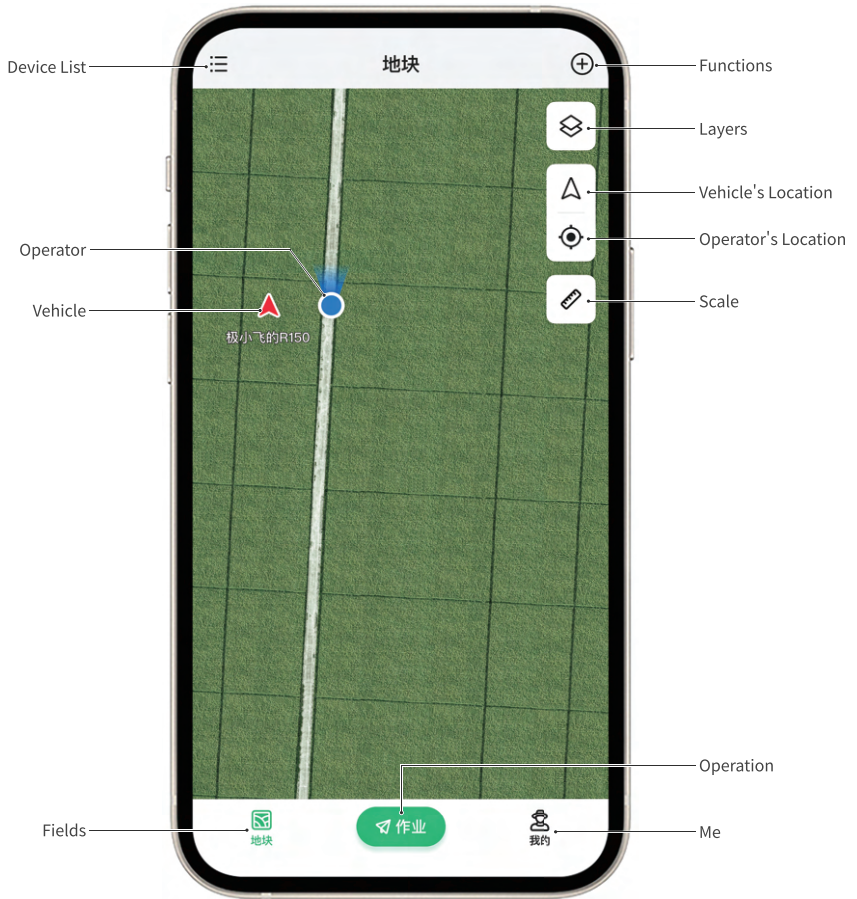 Device List
地块
Functions
Layers
Vehicle's Location
Operator's Location
Operator
Scale
Vehicle
极小飞的R150
Operation
Fields
地块
作业
我的
Me